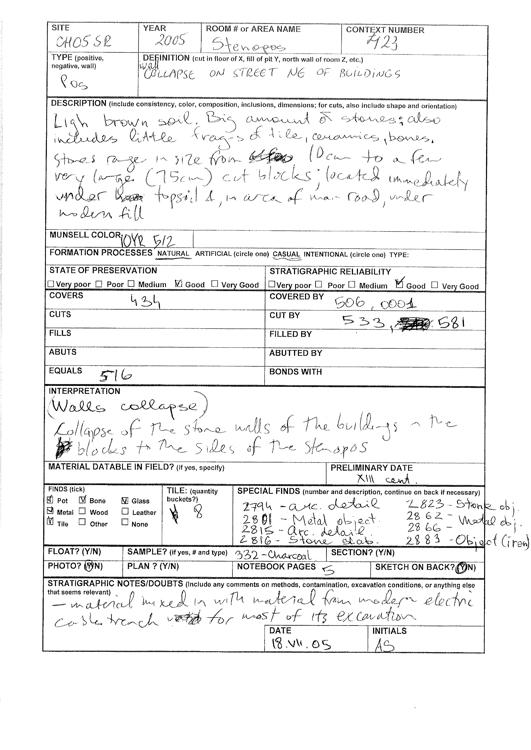 SITE YEAR ROOM # or AREA NAME CONTEXT NUMBER
CH05SR 2005 Stenopos 423
TYPE (positive, negative, wall) DEFINITION (cut in floor of X, fill of pit Y, north wall of room Z, etc.)
Pos wall COLLAPSE ON STREET NE OF BUILDINGS
DESCRIPTION (include consistency, color, composition, inclusions, dimensions; for cuts, also include shape and orientation)
Ligh brown soil. Big amount of stones; also
includes little frags of tile, ceramics, bones.
Stones range in size from 10cm to a few
very large (75cm) cut blocks; located immediately
under topsoil &, in area of main road, under
modern fill
MUNSELL COLOR: 10YR 5/2
FORMATION PROCESSES NATURAL ARTIFICIAL (circle one) CASUAL INTENTIONAL (circle one) TYPE:
STATE OF PRESERVATION STRATIGRAPHIC RELIABILITY
Very poor Poor Medium Good Very Good Very poor Poor Medium Good Very Good
COVERS 434 COVERED BY 506, 0001
CUTS CUT BY 533, 581
FILLS FILLED BY
ABUTS ABUTTED BY
EQUALS 516 BONDS WITH
INTERPRETATION
(Walls collapse)
Collapse of the stone walls of the buildings in the
blocks to the sides of the stenopos
MATERIAL DATABLE IN FIELD? (if yes, specify) PRELIMINARY DATE
XIII cent.
FINDS (tick) TILE: (quantity buckets?) SPECIAL FINDS (number and description, continue on back if necessary)
Pot Bone Glass
Metal Wood Leather
Tile Other None
8
2794 - arc. detail 2823 - Stone obj
2801 - Metal object 2862 - Metal obj.
2815 - Arc. detail 2866 -
2816 - Stone slab. 2883 - Object (iron)
FLOAT? (Y/N) SAMPLE? (if yes, # and type) 332-Charcoal SECTION? (Y/N)
PHOTO? (Y/N) PLAN ? (Y/N) NOTEBOOK PAGES 5 SKETCH ON BACK? (Y/N)
STRATIGRAPHIC NOTES/DOUBTS (Include any comments on methods, contamination, excavation conditions, or anything else that seems relevant)
- material mixed in with material from modern electric
cable trench for most of its excavation
DATE INITIALS
18.VII.05 AS